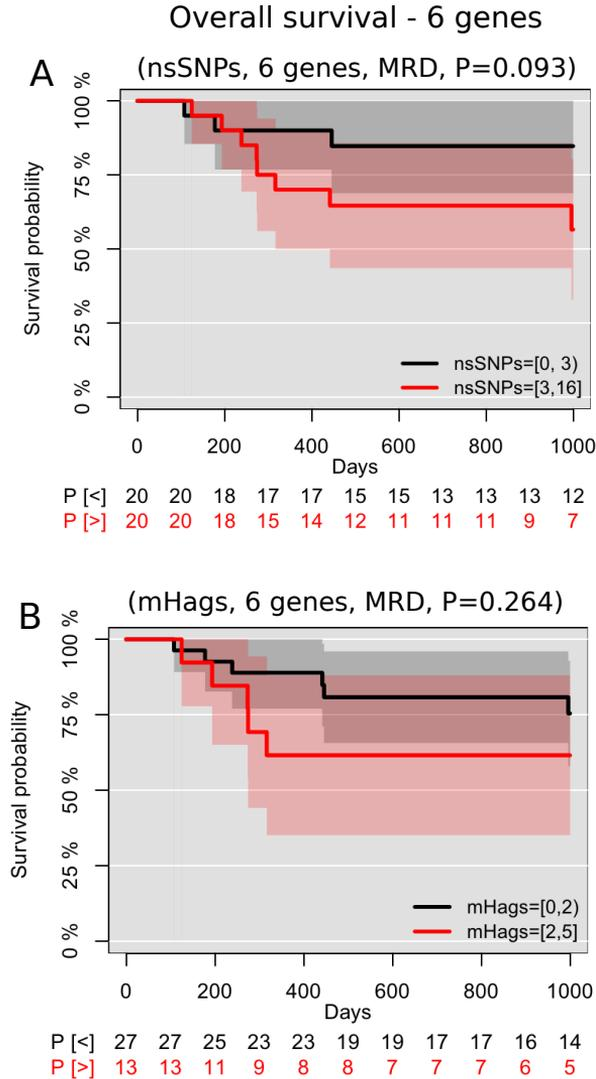 Overall survival - 6 genes
A
(nsSNPs, 6 genes, MRD, P=0.093)
Survival probability
100 %
75 %
50 %
25 %
0 %
nsSNPs=[0, 3)
nsSNPs=[3,16]
0 200 400 600 800 1000
Days
P [<] 20 20 18 17 17 15 15 13 13 13 12
P [>] 20 20 18 15 14 12 11 11 11 9 7
B
(mHags, 6 genes, MRD, P=0.264)
Survival probability
100 %
75 %
50 %
25 %
0 %
mHags=[0,2)
mHags=[2,5]
0 200 400 600 800 1000
Days
P [<] 27 27 25 23 23 19 19 17 17 16 14
P [>] 13 13 11 9 8 8 7 7 7 6 5